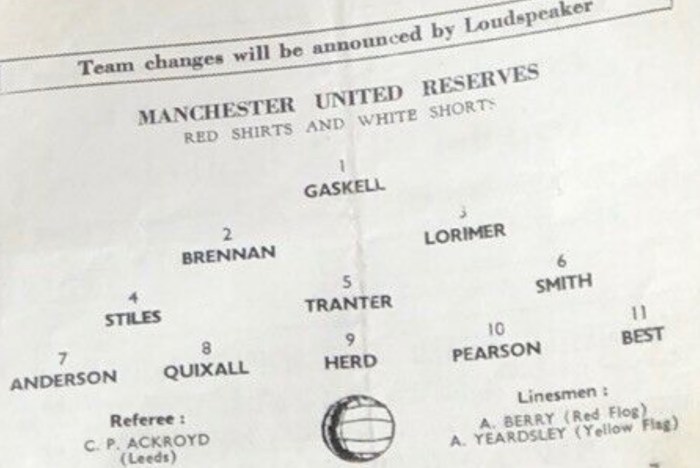 Team changes will be announced by Loudspeaker
MANCHESTER UNITED RESERVES
RED SHIRTS AND WHITE SHORTS
1
GASKELL
2
BRENNAN
3
LORIMER
4
STILES
5
TRANTER
6
SMITH
7
ANDERSON
8
QUIXALL
9
HERD
10
PEARSON
11
BEST
Referee :
C. P. ACKROYD
(Leeds)
Linesmen :
A. BERRY (Red Flog)
A. YEARDSLEY (Yellow Flag)